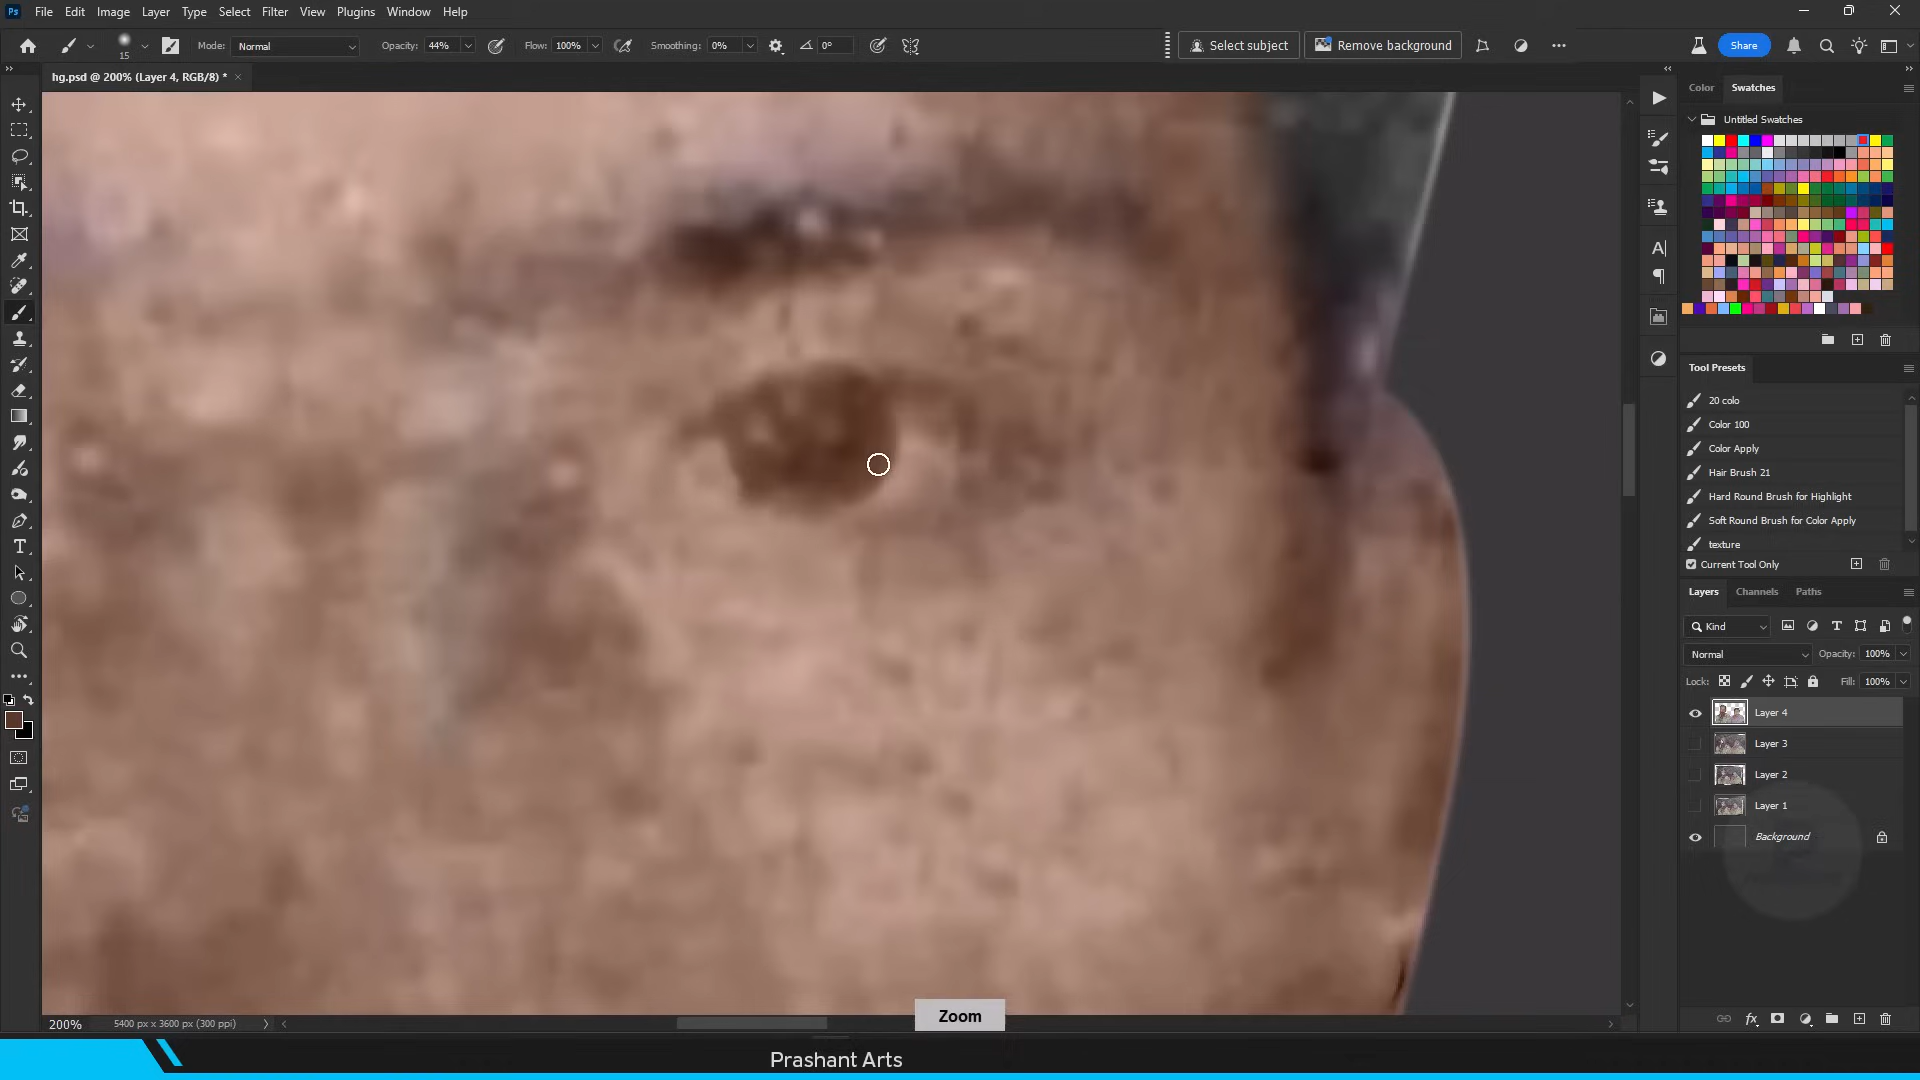 Ps File Edit Image Layer Type Select Filter View Plugins Window Help
15 Mode: Normal Opacity: 44% Flow: 100% Smoothing: 0% 0° Select subject Remove background Share
hg.psd @ 200% (Layer 4, RGB/8) *
Color Swatches
Untitled Swatches
Tool Presets
20 colo
Color 100
Color Apply
Hair Brush 21
Hard Round Brush for Highlight
Soft Round Brush for Color Apply
texture
Current Tool Only
Layers Channels Paths
Kind
Normal Opacity: 100%
Lock: Fill: 100%
Layer 4
Layer 3
Layer 2
Layer 1
Background
200% 5400 px x 3600 px (300 ppi)
Zoom
Prashant Arts